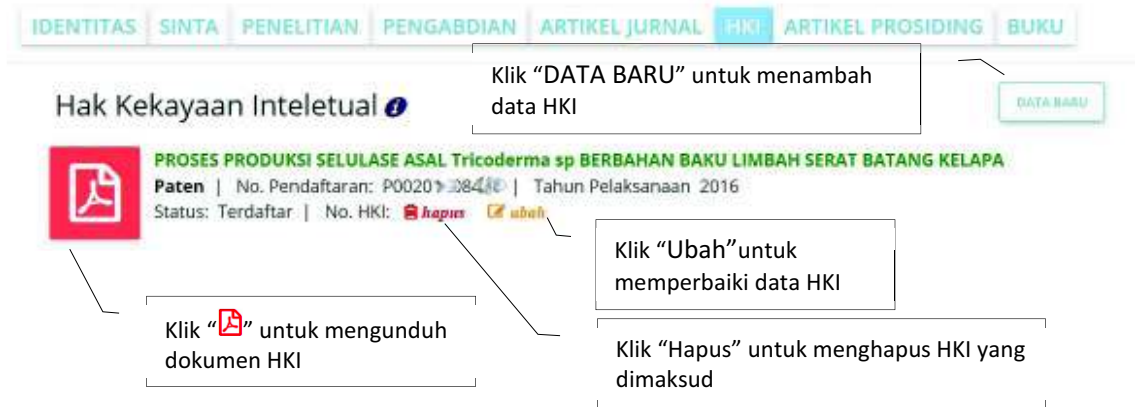 IDENTITAS SINTA PENELITIAN PENGABDIAN ARTIKEL JURNAL HKI ARTIKEL PROSIDING BUKU
Klik “DATA BARU” untuk menambah
data HKI
Hak Kekayaan Inteletual
DATA BARU
PROSES PRODUKSI SELULASE ASAL Tricoderma sp BERBAHAN BAKU LIMBAH SERAT BATANG KELAPA
Paten | No. Pendaftaran: | Tahun Pelaksanaan 2016
Status: Terdaftar | No. HKI: hapus ubah
Klik “Ubah”untuk
memperbaiki data HKI
Klik “” untuk mengunduh
dokumen HKI
Klik “Hapus” untuk menghapus HKI yang
dimaksud